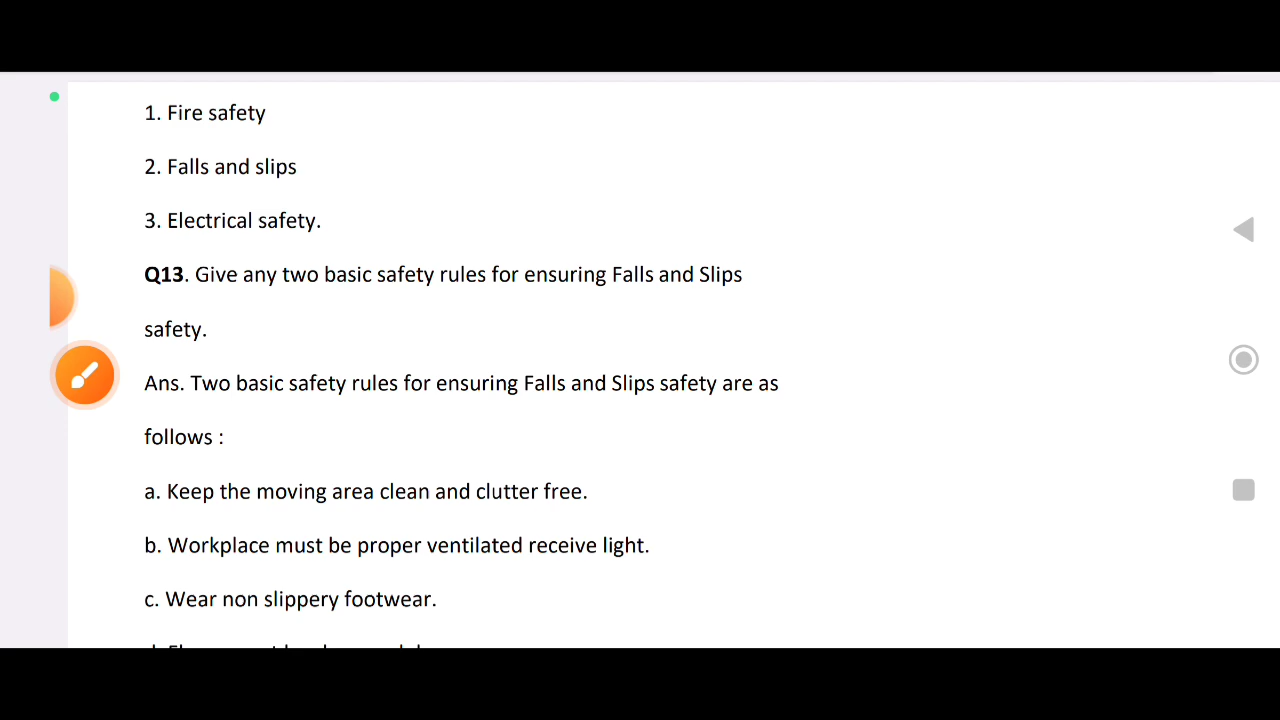 1. Fire safety
2. Falls and slips
3. Electrical safety.
Q13. Give any two basic safety rules for ensuring Falls and Slips
safety.
Ans. Two basic safety rules for ensuring Falls and Slips safety are as
follows :
a. Keep the moving area clean and clutter free.
b. Workplace must be proper ventilated receive light.
c. Wear non slippery footwear.